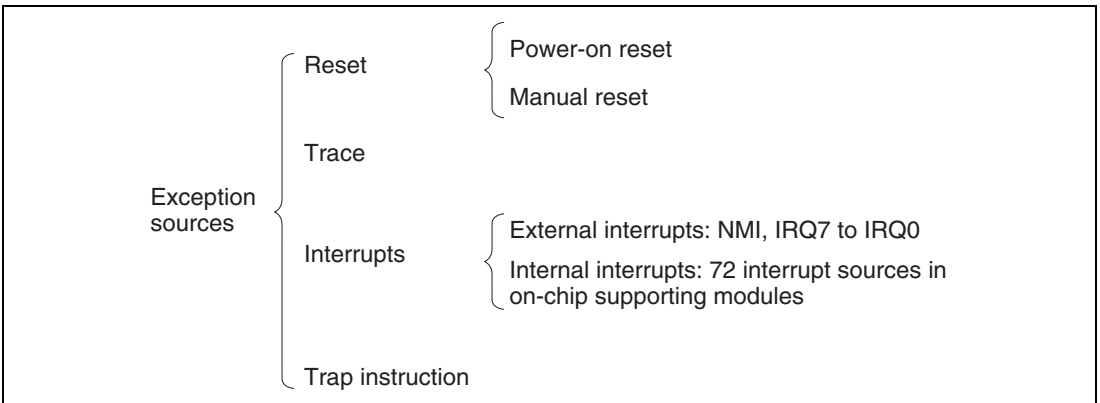 Exception
sources
Reset
Power-on reset
Manual reset
Trace
Interrupts
External interrupts: NMI, IRQ7 to IRQ0
Internal interrupts: 72 interrupt sources in
on-chip supporting modules
Trap instruction